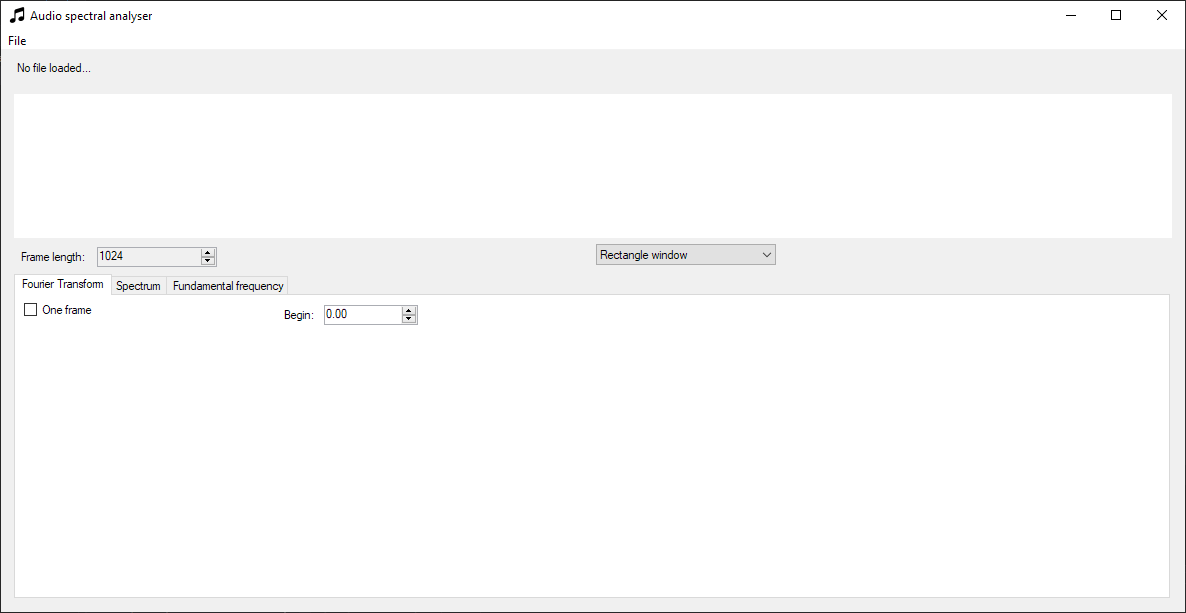 Audio spectral analyser
File
No file loaded...
Frame length: 1024 Rectangle window
Fourier Transform Spectrum Fundamental frequency
One frame Begin: 0.00